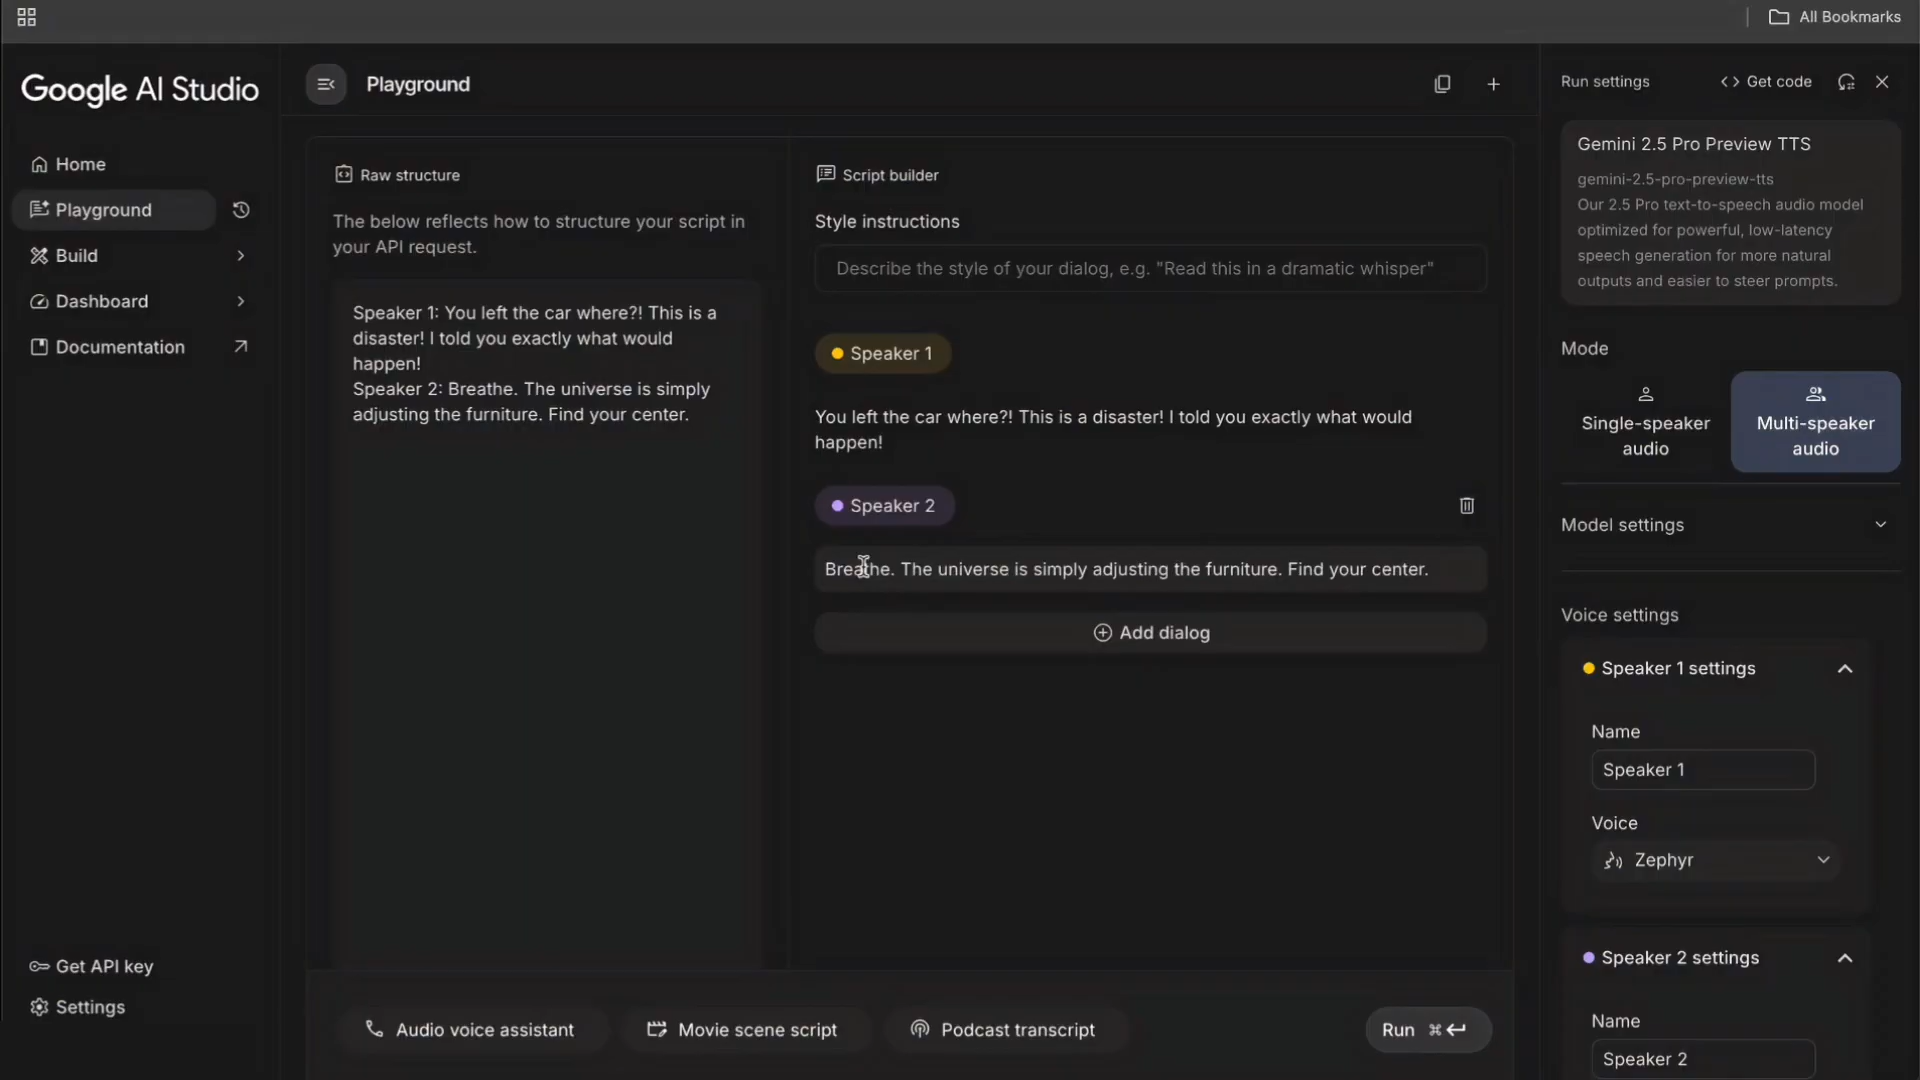 All Bookmarks
Google AI Studio
Home
Playground
Build
Dashboard
Documentation
Get API key
Settings
Playground
Raw structure
The below reflects how to structure your script in
your API request.
Speaker 1: You left the car where?! This is a
disaster! I told you exactly what would
happen!
Speaker 2: Breathe. The universe is simply
adjusting the furniture. Find your center.
Script builder
Style instructions
Describe the style of your dialog, e.g. "Read this in a dramatic whisper"
Speaker 1
You left the car where?! This is a disaster! I told you exactly what would
happen!
Speaker 2
Breathe. The universe is simply adjusting the furniture. Find your center.
Add dialog
Audio voice assistant
Movie scene script
Podcast transcript
Run ⌘ ↵
Run settings
<> Get code
Gemini 2.5 Pro Preview TTS
gemini-2.5-pro-preview-tts
Our 2.5 Pro text-to-speech audio model
optimized for powerful, low-latency
speech generation for more natural
outputs and easier to steer prompts.
Mode
Single-speaker
audio
Multi-speaker
audio
Model settings
Voice settings
Speaker 1 settings
Name
Speaker 1
Voice
Zephyr
Speaker 2 settings
Name
Speaker 2